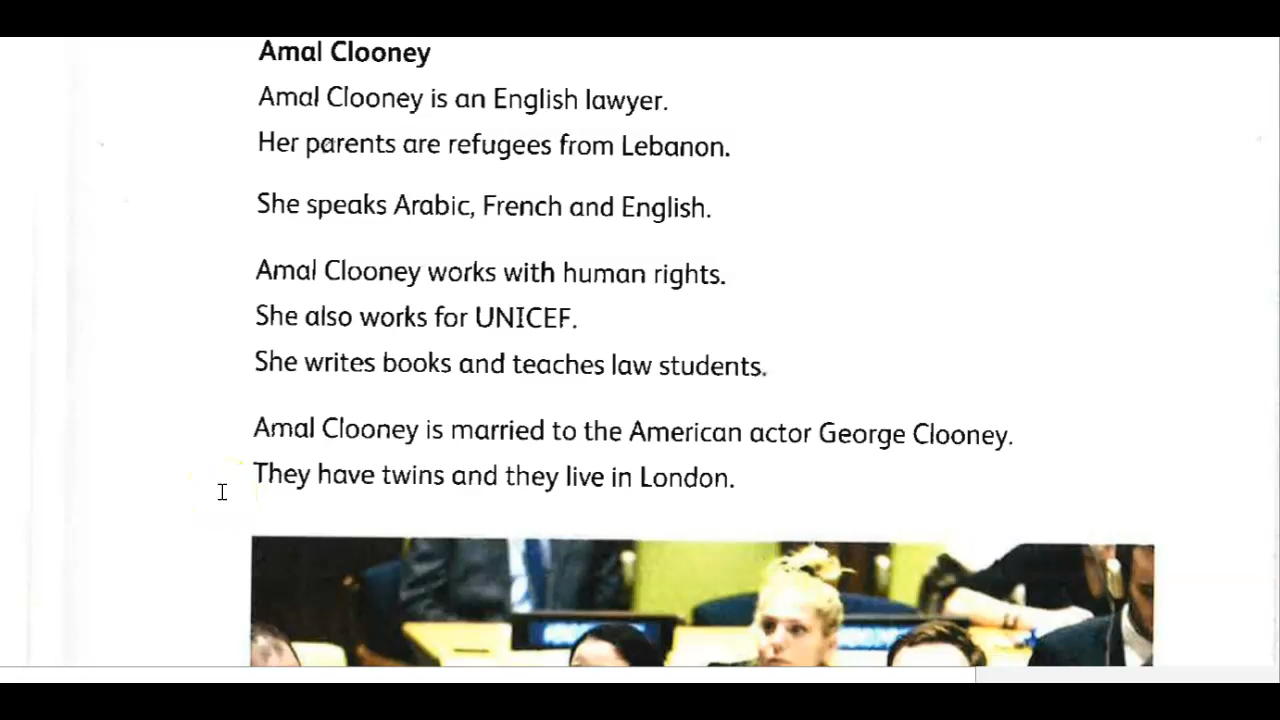 Amal Clooney
Amal Clooney is an English lawyer.
Her parents are refugees from Lebanon.
She speaks Arabic, French and English.
Amal Clooney works with human rights.
She also works for UNICEF.
She writes books and teaches law students.
Amal Clooney is married to the American actor George Clooney.
They have twins and they live in London.